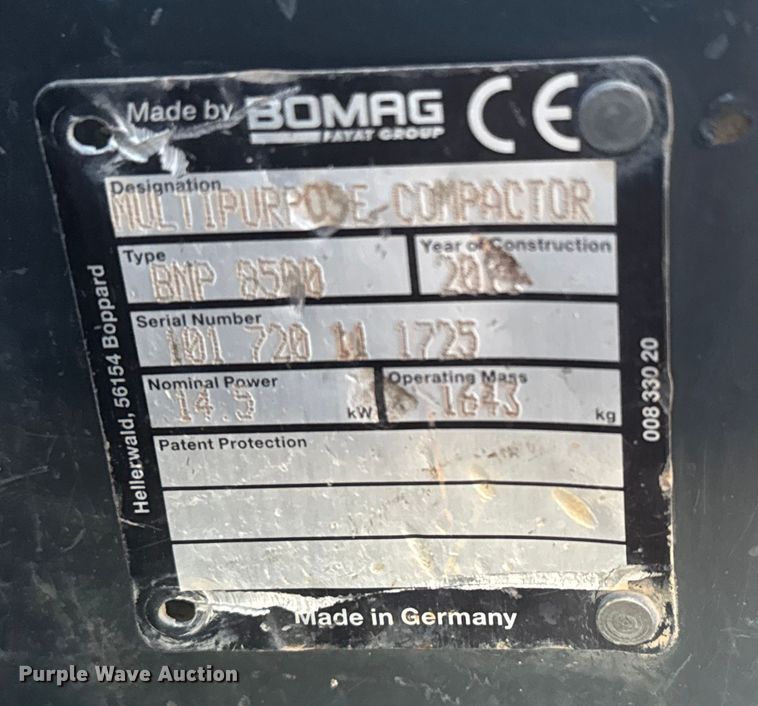 Made by BOMAG CE
FAYAT GROUP
Designation
MULTIPURPOSE COMPACTOR
Type
BMP 8500
Year of Construction
Serial Number
101 720 11 1725
Nominal Power
14.5 kW
Operating Mass
1643 kg
Patent Protection
Hellerwald, 56154 Boppard
008 330 20
Made in Germany
Purple Wave Auction